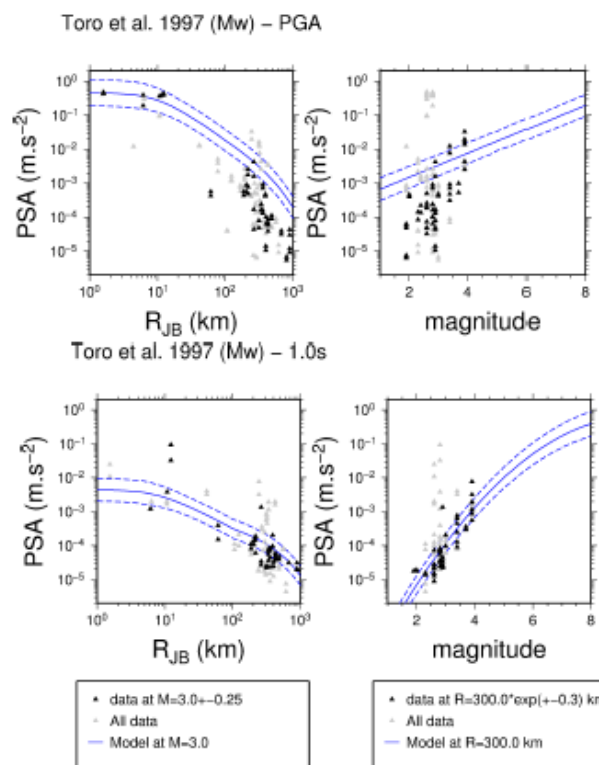 Toro et al. 1997 (Mw) – PGA
PSA (m.s⁻²)
10⁰
10⁻¹
10⁻²
10⁻³
10⁻⁴
10⁻⁵
10⁰ 10¹ 10² 10³
R_JB (km)
PSA (m.s⁻²)
10⁰
10⁻¹
10⁻²
10⁻³
10⁻⁴
10⁻⁵
2 4 6 8
magnitude
Toro et al. 1997 (Mw) – 1.0s
PSA (m.s⁻²)
10⁰
10⁻¹
10⁻²
10⁻³
10⁻⁴
10⁻⁵
10⁰ 10¹ 10² 10³
R_JB (km)
PSA (m.s⁻²)
10⁰
10⁻¹
10⁻²
10⁻³
10⁻⁴
10⁻⁵
2 4 6 8
magnitude
data at M=3.0+−0.25
All data
Model at M=3.0
data at R=300.0*exp(+−0.3) km
All data
Model at R=300.0 km